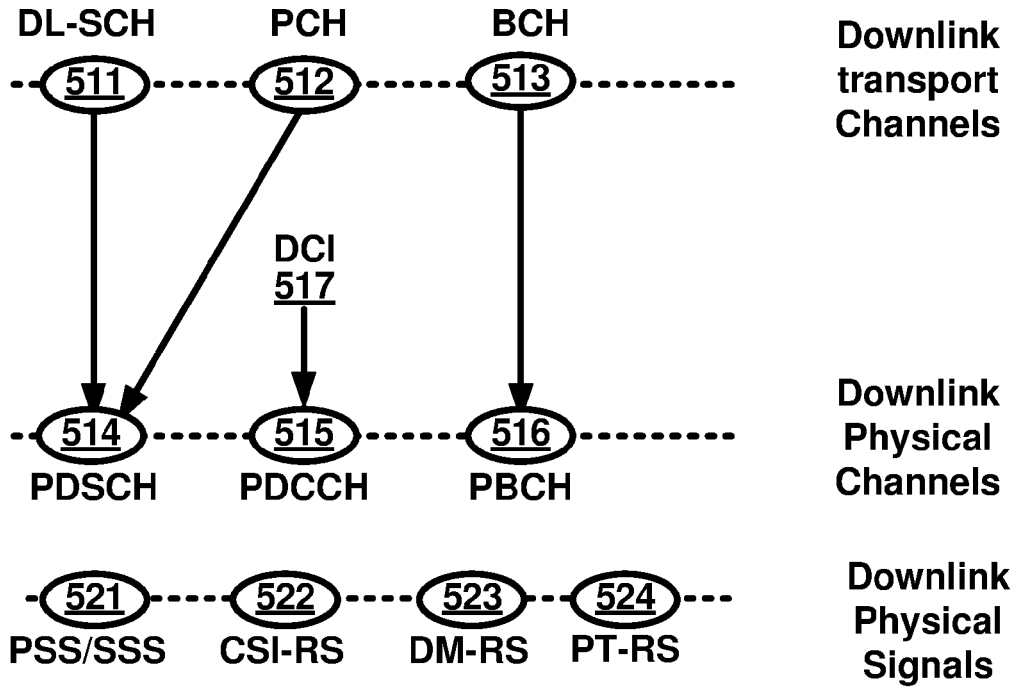 DL-SCH PCH BCH
511 512 513
Downlink
transport
Channels
DCI
517
514 515 516
PDSCH PDCCH PBCH
Downlink
Physical
Channels
521 522 523 524
PSS/SSS CSI-RS DM-RS PT-RS
Downlink
Physical
Signals